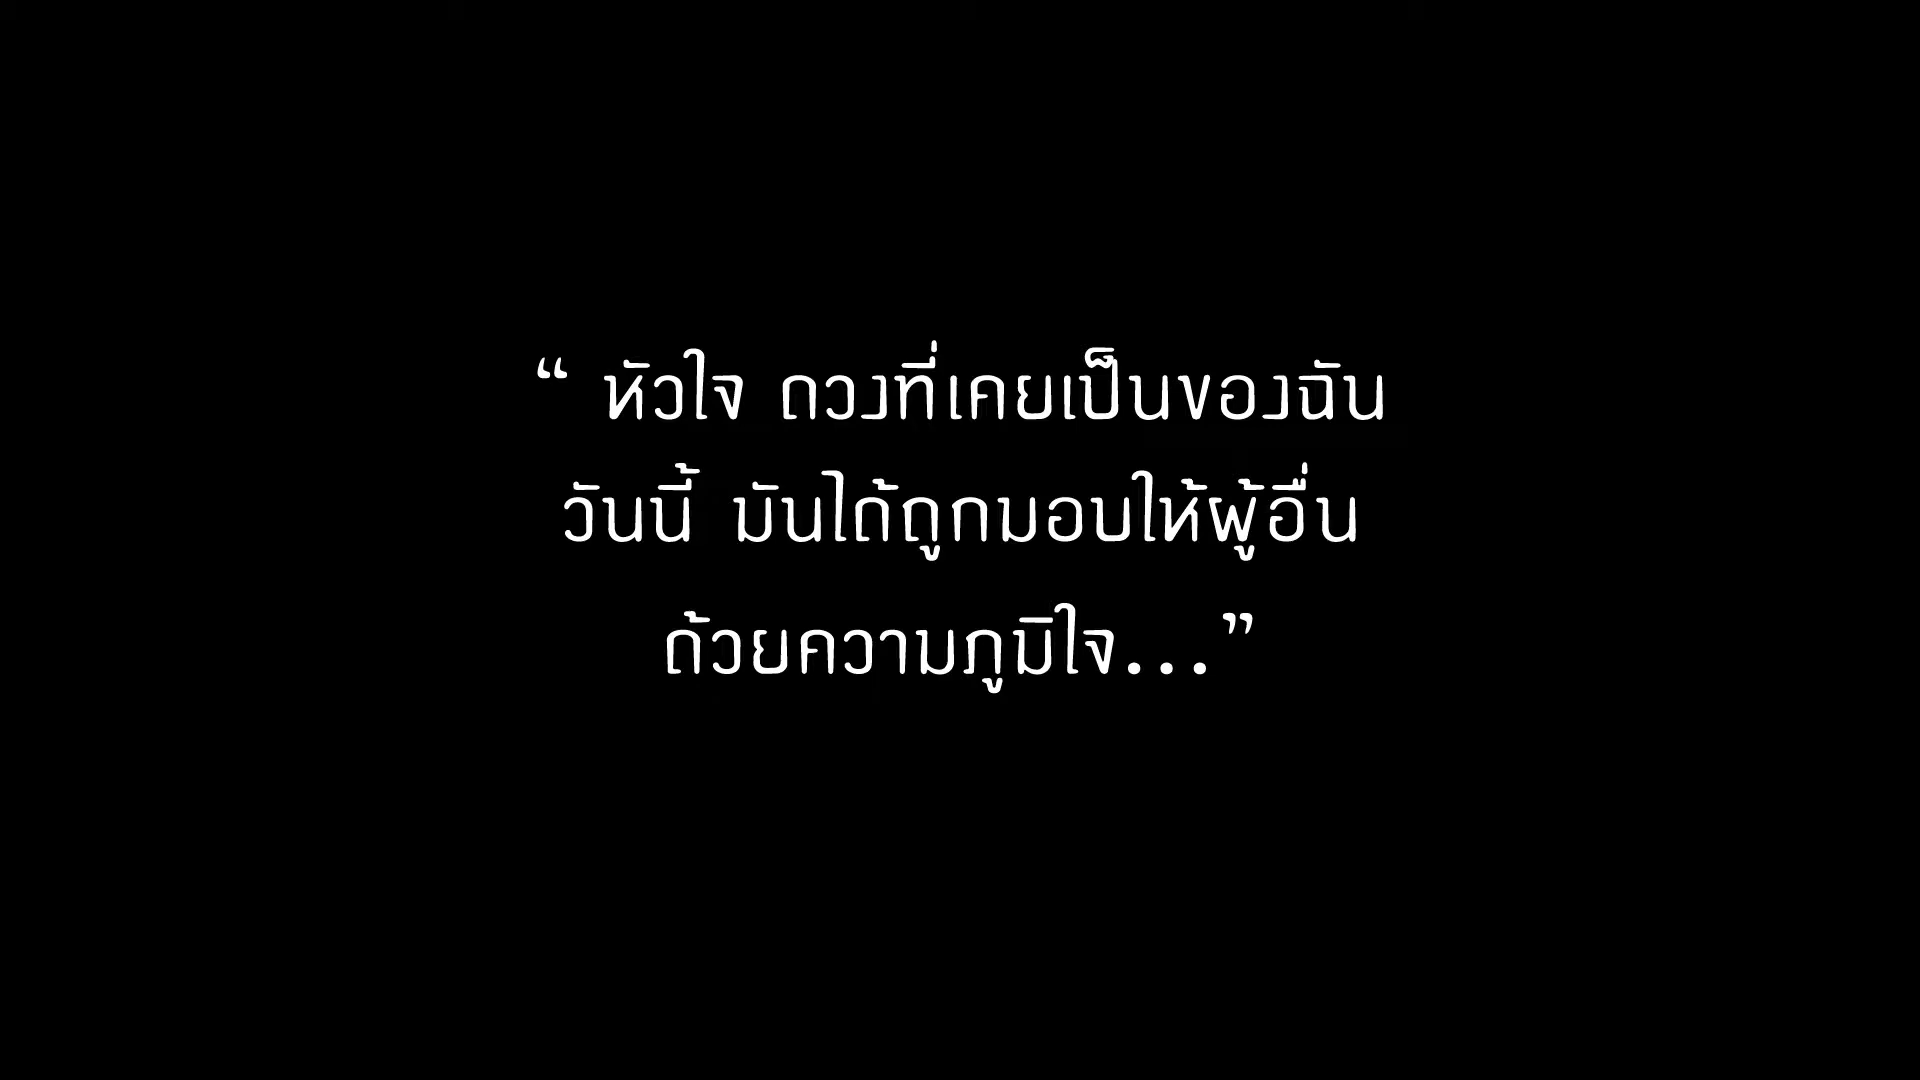 “ หัวใจ ดวงที่เคยเป็นของฉัน
วันนี้ มันได้ถูกมอบให้ผู้อื่น
ด้วยความภูมิใจ...”